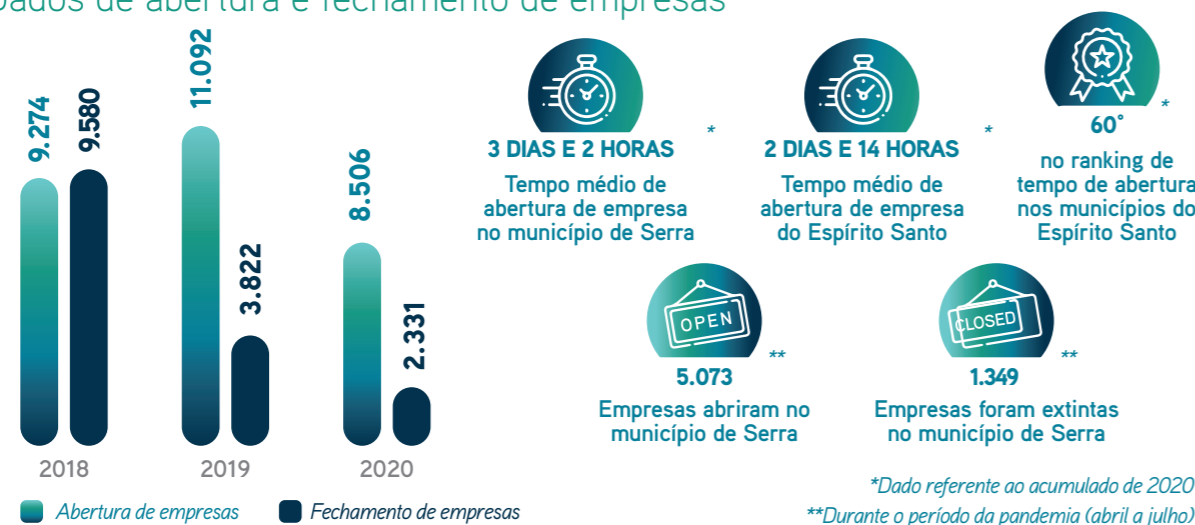 Dados de abertura e fechamento de empresas
9.274
9.580
11.092
3.822
8.506
2.331
2018
2019
2020
Abertura de empresas
Fechamento de empresas
*
3 DIAS E 2 HORAS
Tempo médio de
abertura de empresa
no município de Serra
*
2 DIAS E 14 HORAS
Tempo médio de
abertura de empresa
do Espírito Santo
*
60°
no ranking de
tempo de abertura
nos municípios do
Espírito Santo
OPEN
**
5.073
Empresas abriram no
município de Serra
CLOSED
**
1.349
Empresas foram extintas
no município de Serra
*Dado referente ao acumulado de 2020
**Durante o período da pandemia (abril a julho)